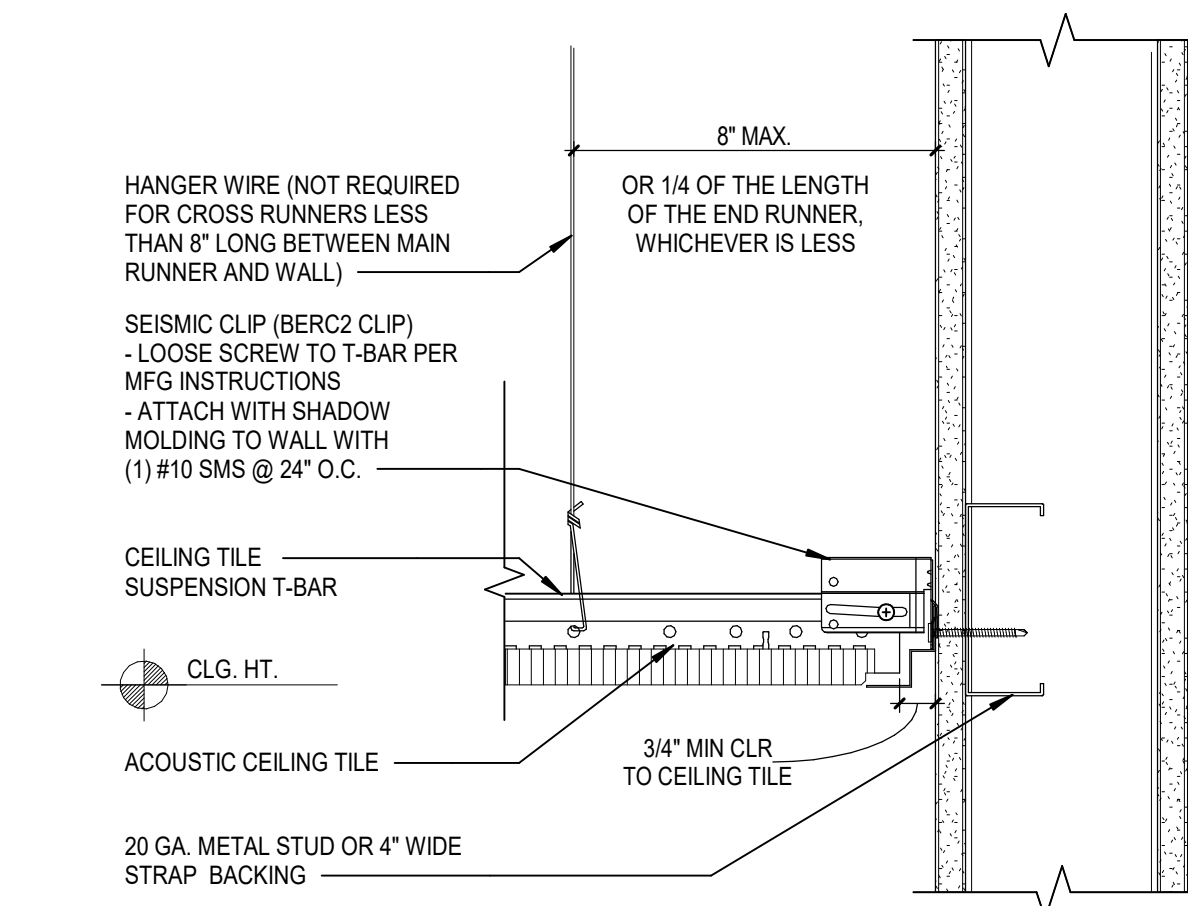 8" MAX.
OR 1/4 OF THE LENGTH
OF THE END RUNNER,
WHICHEVER IS LESS
HANGER WIRE (NOT REQUIRED
FOR CROSS RUNNERS LESS
THAN 8" LONG BETWEEN MAIN
RUNNER AND WALL)
SEISMIC CLIP (BERC2 CLIP)
- LOOSE SCREW TO T-BAR PER
MFG INSTRUCTIONS
- ATTACH WITH SHADOW
MOLDING TO WALL WITH
(1) #10 SMS @ 24" O.C.
CEILING TILE
SUSPENSION T-BAR
CLG. HT.
ACOUSTIC CEILING TILE
3/4" MIN CLR
TO CEILING TILE
20 GA. METAL STUD OR 4" WIDE
STRAP BACKING